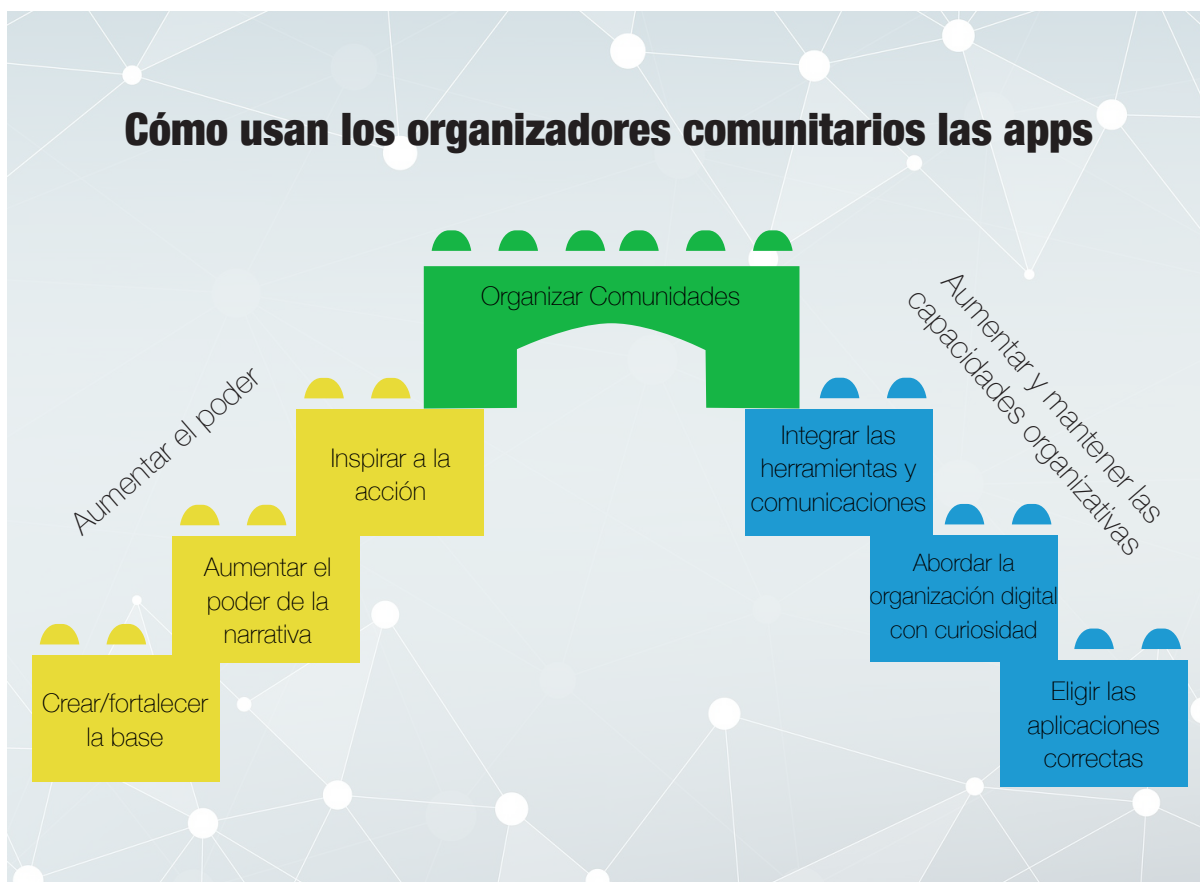 Cómo usan los organizadores comunitarios las apps
Organizar Comunidades
Aumentar el poder
Inspirar a la
acción
Aumentar el
poder de la
narrativa
Crear/fortalecer
la base
Aumentar y mantener las
capacidades organizativas
Integrar las
herramientas y
comunicaciones
Abordar la
organización digital
con curiosidad
Eligir las
aplicaciones
correctas